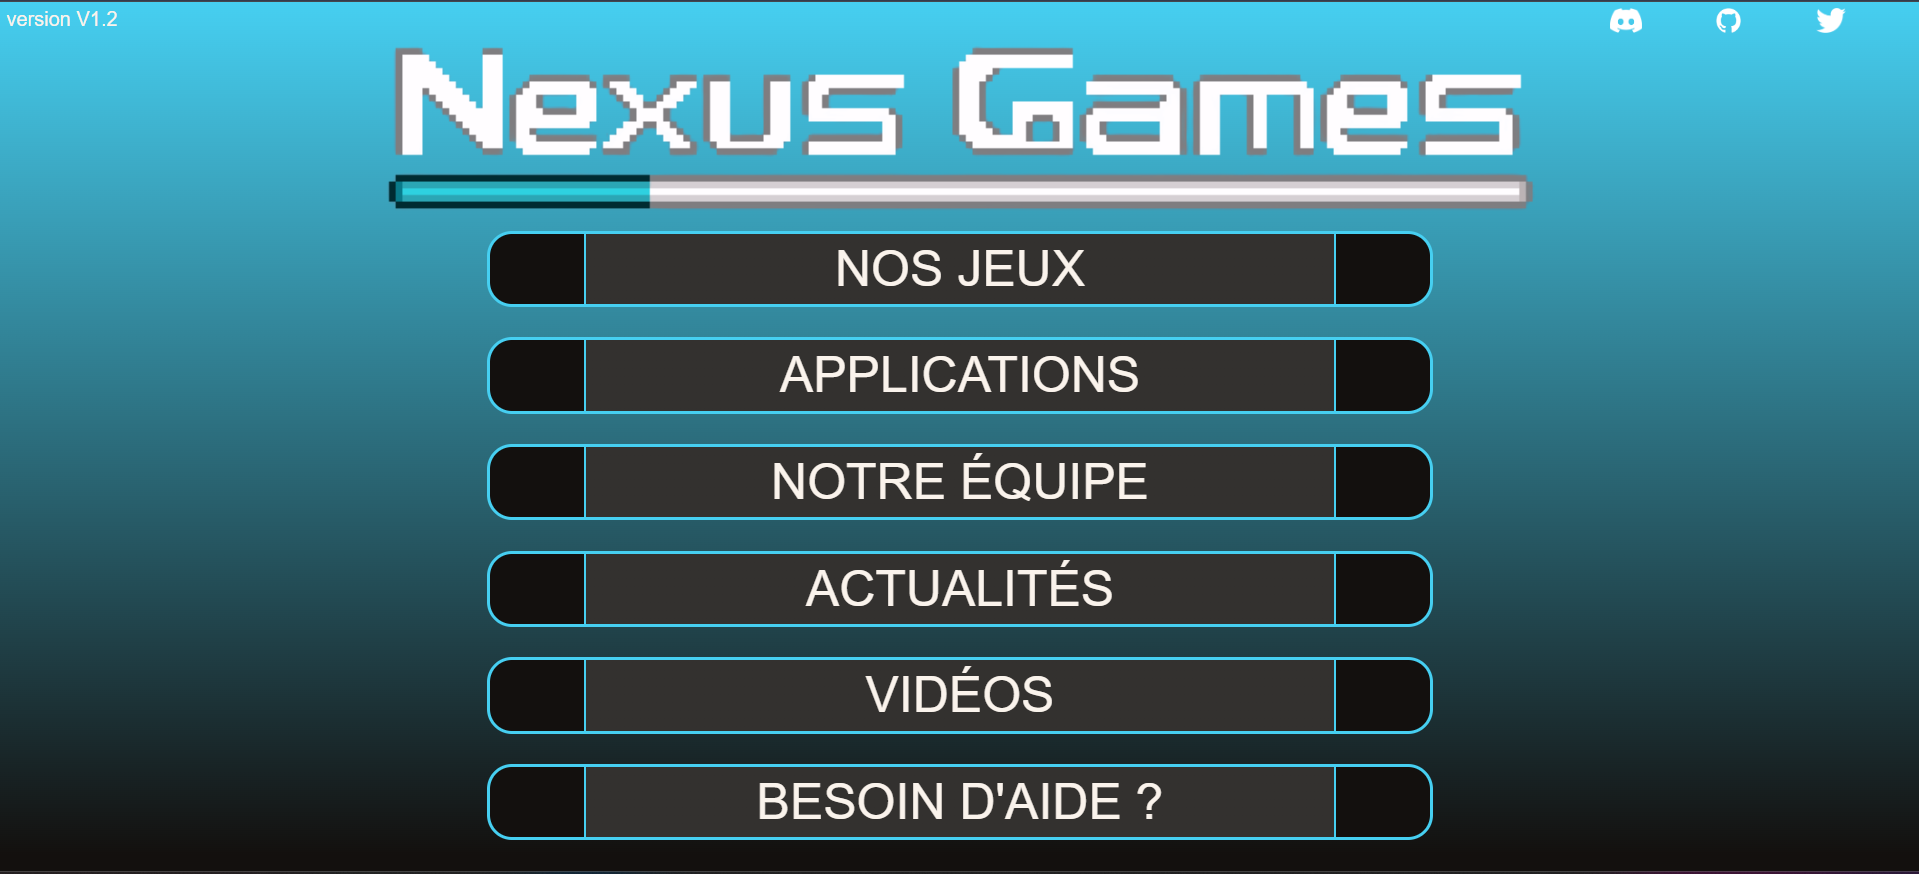 version V1.2
Nexus Games
NOS JEUX
APPLICATIONS
NOTRE ÉQUIPE
ACTUALITÉS
VIDÉOS
BESOIN D'AIDE ?